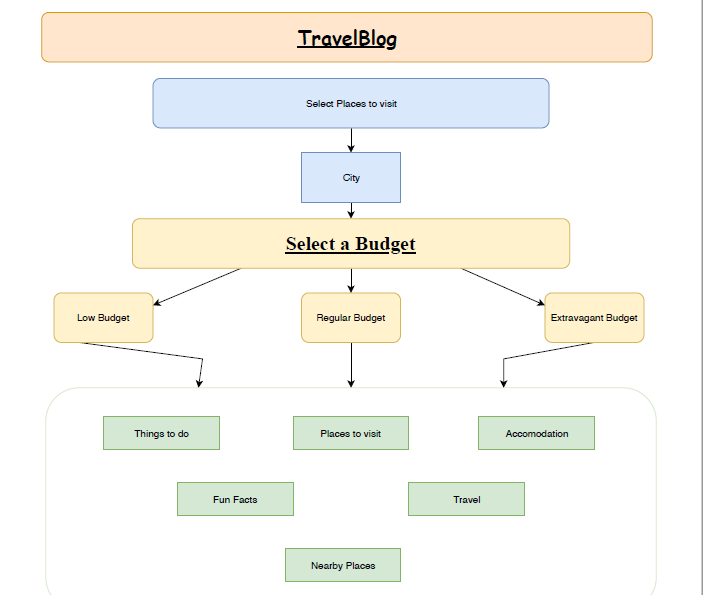 TravelBlog
Select Places to visit
City
Select a Budget
Low Budget
Regular Budget
Extravagant Budget
Things to do
Places to visit
Accomodation
Fun Facts
Travel
Nearby Places